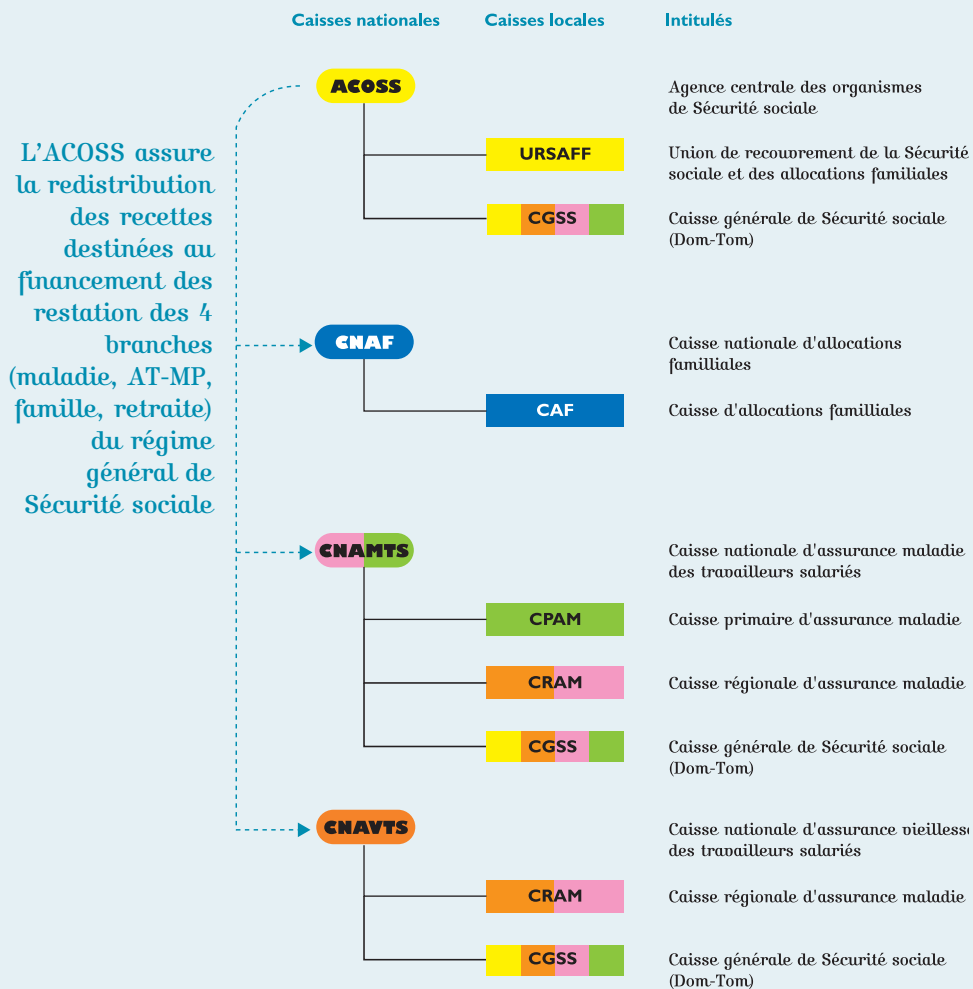 Caisses nationales
Caisses locales
Intitulés
L'ACOSS assure
la redistribution
des recettes
destinées au
financement des
restation des 4
branches
(maladie, AT-MP,
famille, retraite)
du régime
général de
Sécurité sociale
ACOSS
Agence centrale des organismes
de Sécurité sociale
URSAFF
Union de recouvrement de la Sécurité
sociale et des allocations familiales
CGSS
Caisse générale de Sécurité sociale
(Dom-Tom)
CNAF
Caisse nationale d'allocations
familliales
CAF
Caisse d'allocations familliales
CNAMTS
Caisse nationale d'assurance maladie
des travailleurs salariés
CPAM
Caisse primaire d'assurance maladie
CRAM
Caisse régionale d'assurance maladie
CGSS
Caisse générale de Sécurité sociale
(Dom-Tom)
CNAVTS
Caisse nationale d'assurance vieillesse
des travailleurs salariés
CRAM
Caisse régionale d'assurance maladie
CGSS
Caisse générale de Sécurité sociale
(Dom-Tom)